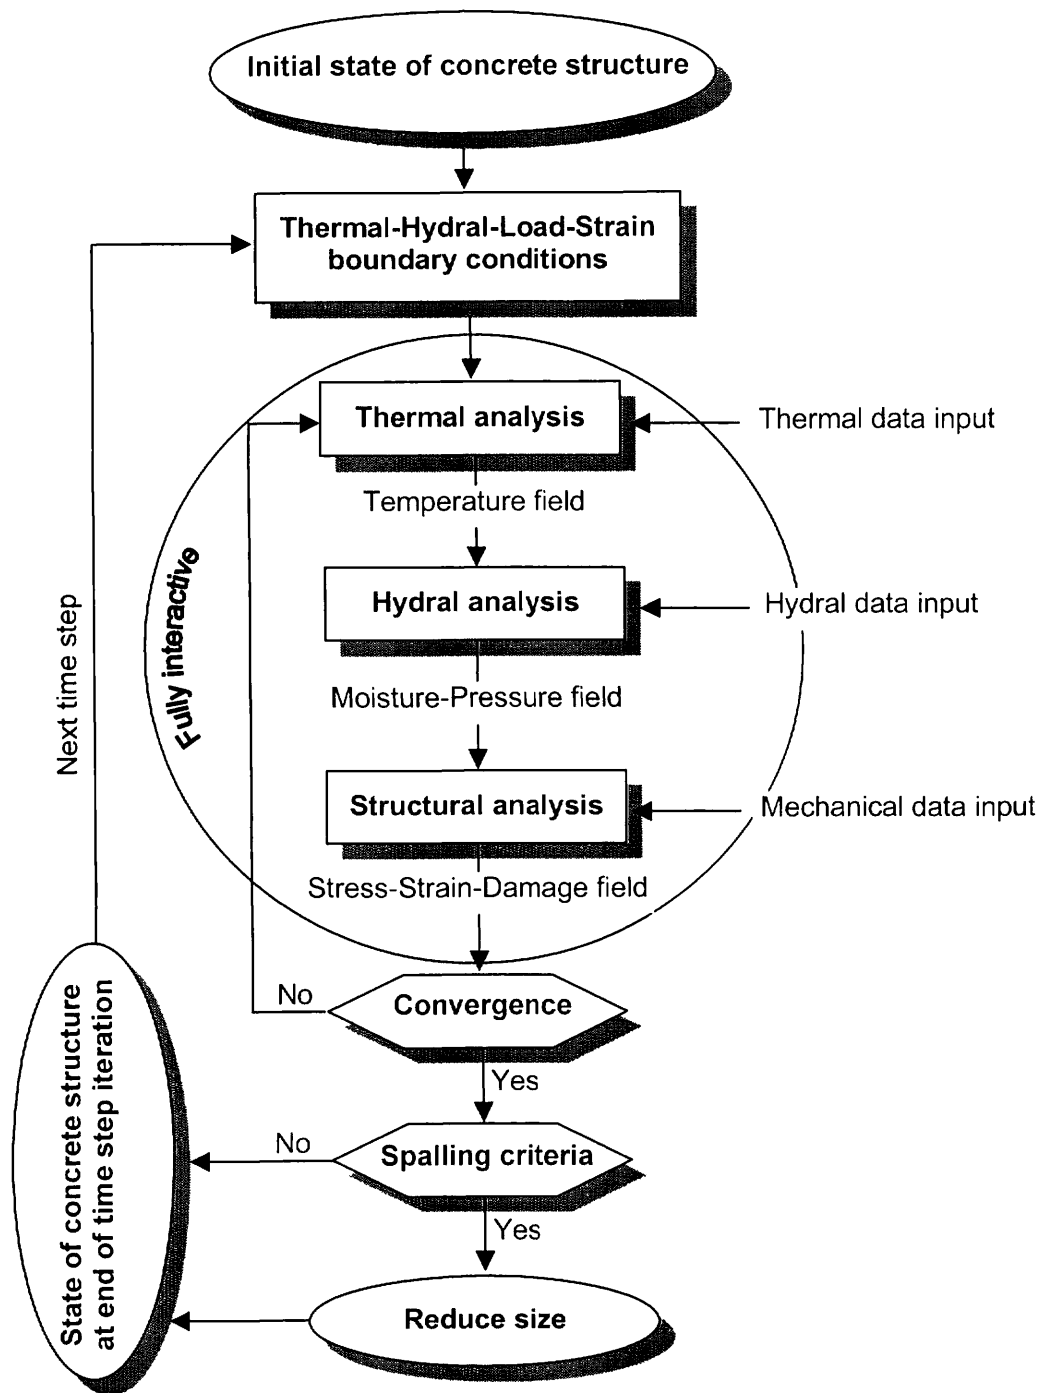 Initial state of concrete structure
Thermal-Hydral-Load-Strain
boundary conditions
Thermal analysis
Thermal data input
Temperature field
Fully interactive
Hydral analysis
Hydral data input
Next time step
Moisture-Pressure field
Structural analysis
Mechanical data input
Stress-Strain-Damage field
No
Convergence
Yes
State of concrete structure
at end of time step iteration
No
Spalling criteria
Yes
Reduce size